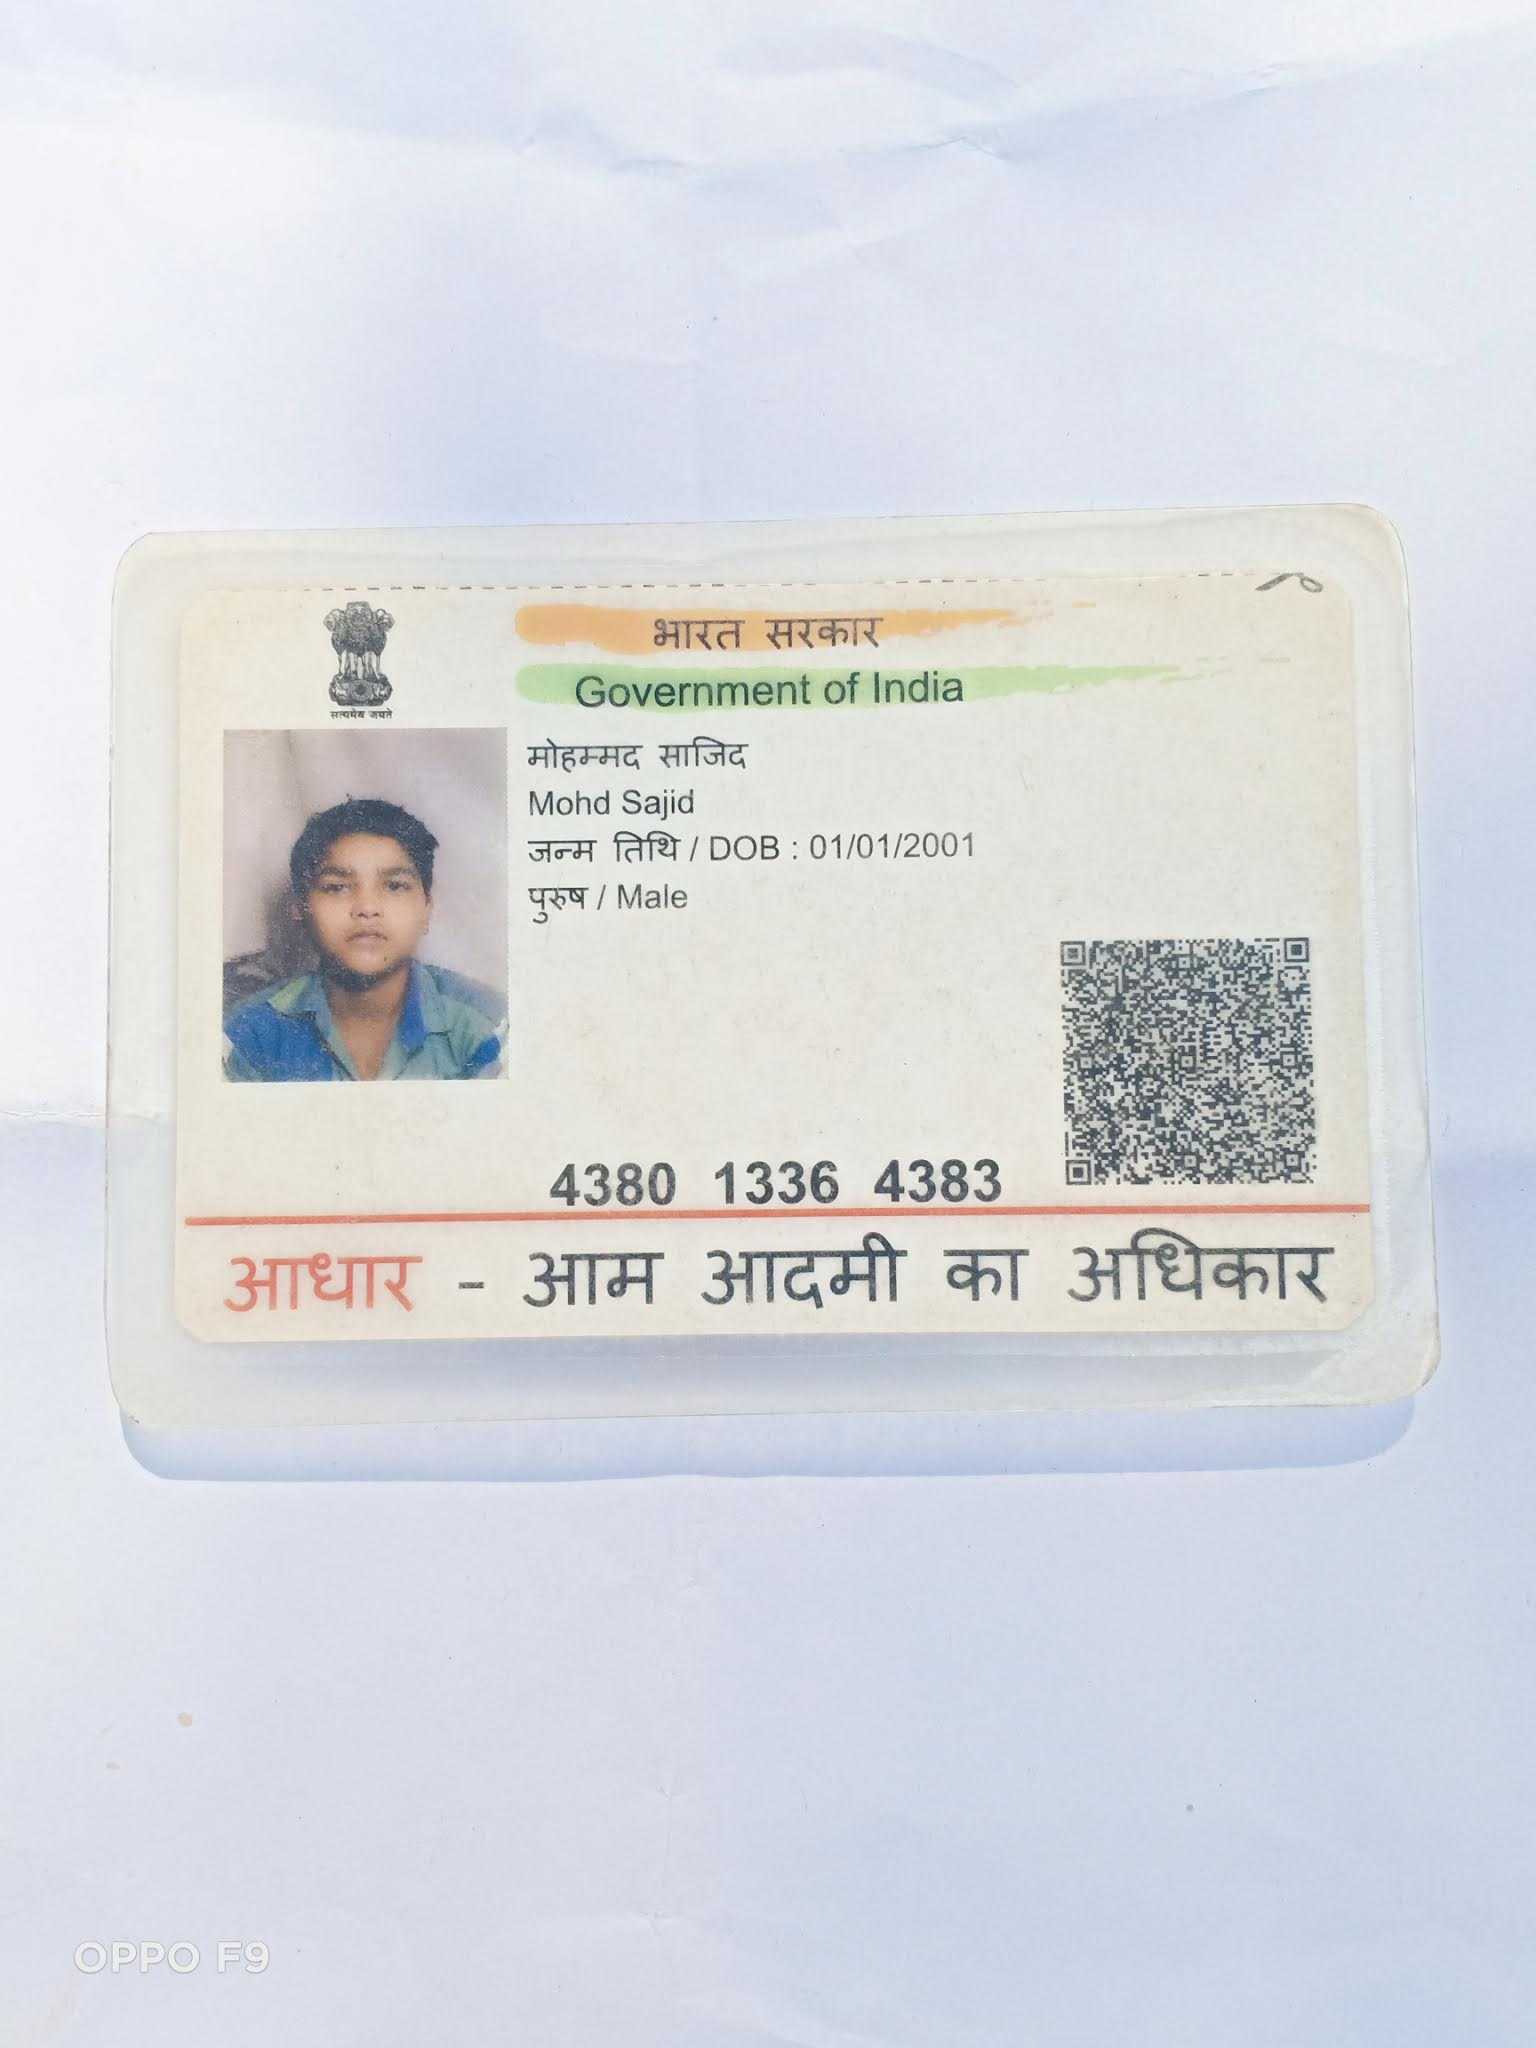 भारत सरकार
Government of India
सत्यमेव जयते
मोहम्मद साजिद
Mohd Sajid
जन्म तिथि / DOB : 01/01/2001
पुरुष / Male
4380 1336 4383
आधार - आम आदमी का अधिकार
OPPO F9